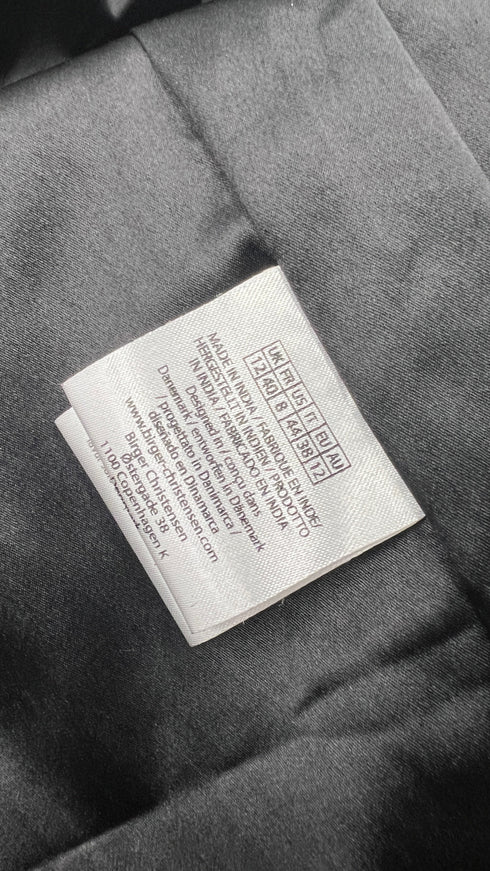 UK FR US IT EU AU
12 40 8 44 38 12
MADE IN INDIA / FABRIQUE EN INDE/
HERGESTELLT IN INDIEN/ PRODOTTO
IN INDIA / FABRICADO EN INDIA
Designed in / conçu dans
Danemark / entworfen in Dänemark
/ progettato in Danimarca /
diseñado en Dinamarca
www.birger-christensen.com
Birger Christensen
Østergade 38
1100 Copenhagen K